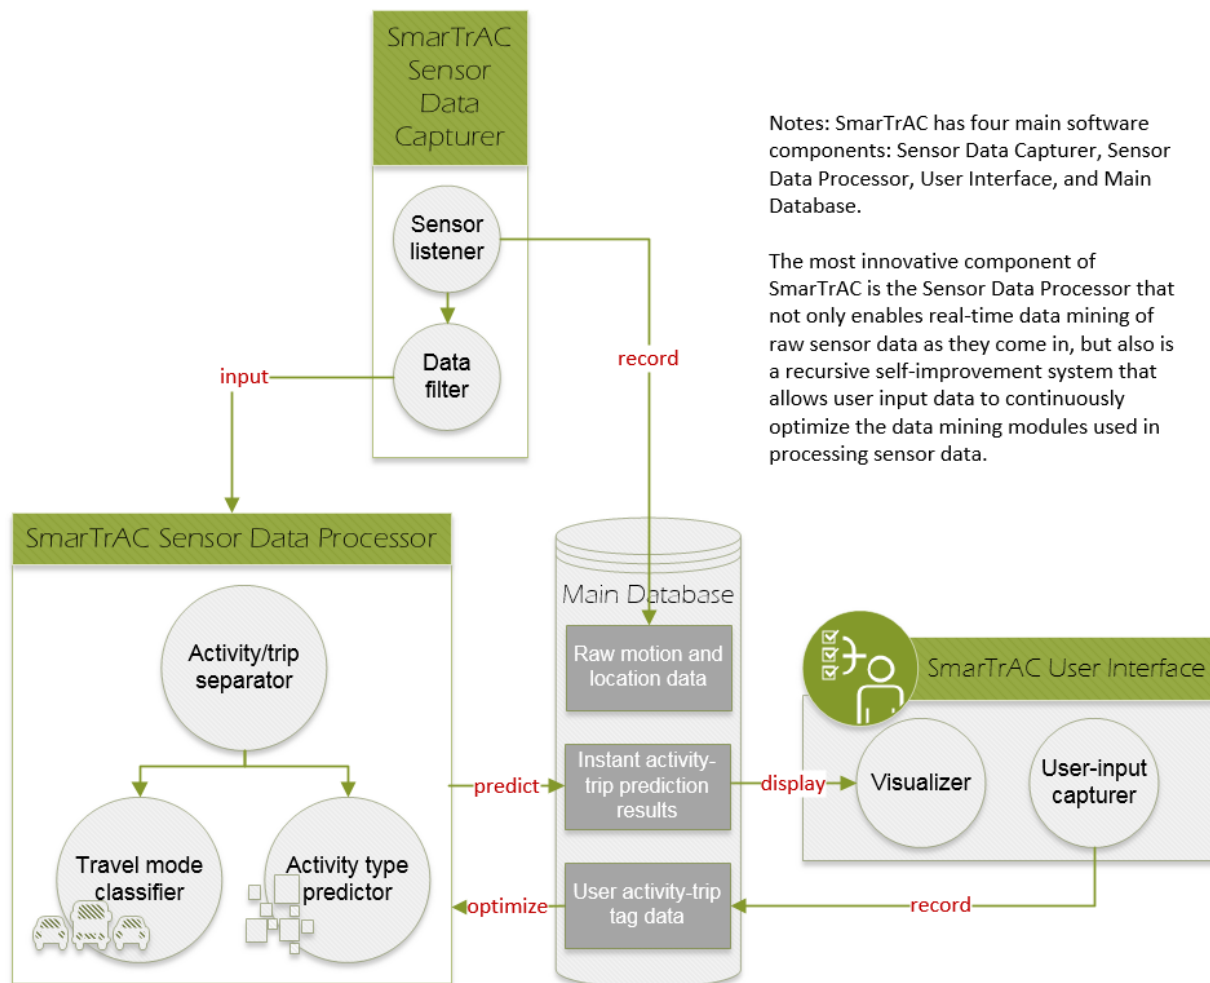 SmarTrAC
Sensor
Data
Capturer
Sensor
listener
Data
filter
input
record
Notes: SmarTrAC has four main software
components: Sensor Data Capturer, Sensor
Data Processor, User Interface, and Main
Database.
The most innovative component of
SmarTrAC is the Sensor Data Processor that
not only enables real-time data mining of
raw sensor data as they come in, but also is
a recursive self-improvement system that
allows user input data to continuously
optimize the data mining modules used in
processing sensor data.
SmarTrAC Sensor Data Processor
Activity/trip
separator
Travel mode
classifier
Activity type
predictor
predict
optimize
Main Database
Raw motion and
location data
Instant activity-
trip prediction
results
User activity-trip
tag data
display
record
SmarTrAC User Interface
Visualizer
User-input
capturer